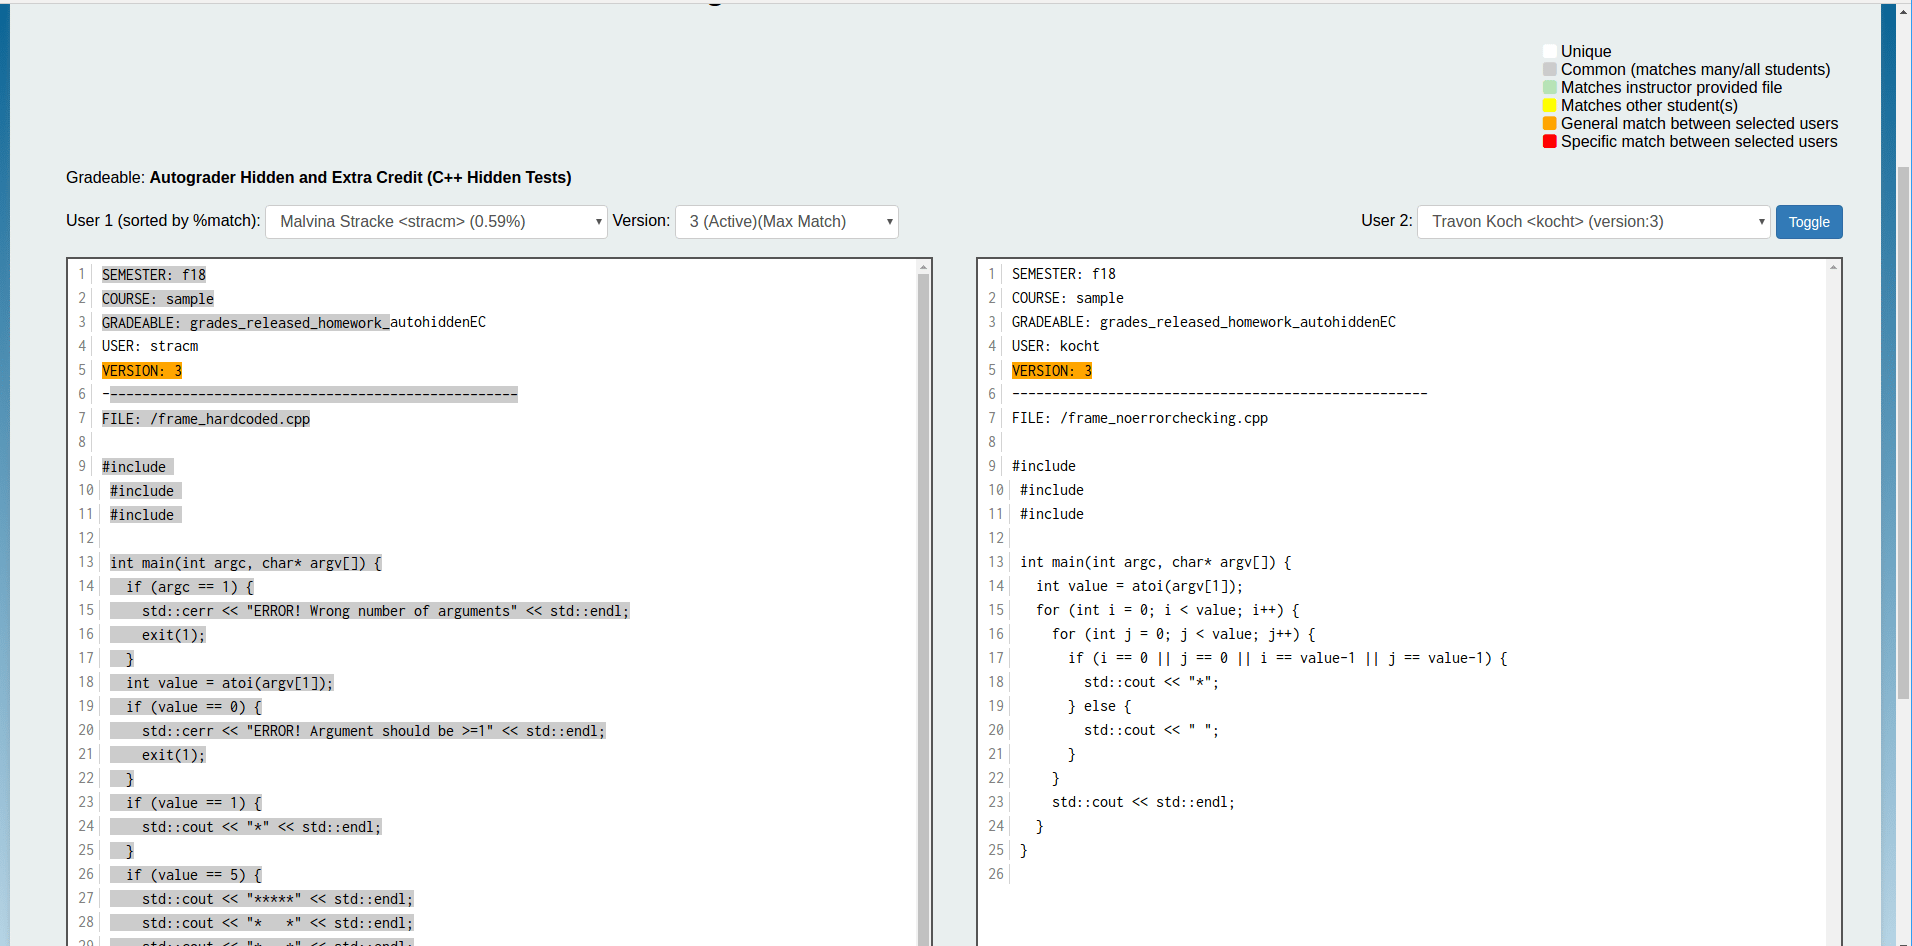 Unique
Common (matches many/all students)
Matches instructor provided file
Matches other student(s)
General match between selected users
Specific match between selected users
Gradeable: Autograder Hidden and Extra Credit (C++ Hidden Tests)
User 1 (sorted by %match): Malvina Stracke <stracm> (0.59%) Version: 3 (Active)(Max Match) User 2: Travon Koch <kocht> (version:3) Toggle
1 SEMESTER: f18
2 COURSE: sample
3 GRADEABLE: grades_released_homework_autohiddenEC
4 USER: stracm
5 VERSION: 3
6 ----------------------------------------------------
7 FILE: /frame_hardcoded.cpp
8
9 #include
10 #include
11 #include
12
13 int main(int argc, char* argv[]) {
14 if (argc == 1) {
15 std::cerr << "ERROR! Wrong number of arguments" << std::endl;
16 exit(1);
17 }
18 int value = atoi(argv[1]);
19 if (value == 0) {
20 std::cerr << "ERROR! Argument should be >=1" << std::endl;
21 exit(1);
22 }
23 if (value == 1) {
24 std::cout << "*" << std::endl;
25 }
26 if (value == 5) {
27 std::cout << "*****" << std::endl;
28 std::cout << "*   *" << std::endl;
29 std::cout << "*   *" << std::endl;
1 SEMESTER: f18
2 COURSE: sample
3 GRADEABLE: grades_released_homework_autohiddenEC
4 USER: kocht
5 VERSION: 3
6 ----------------------------------------------------
7 FILE: /frame_noerrorchecking.cpp
8
9 #include
10 #include
11 #include
12
13 int main(int argc, char* argv[]) {
14 int value = atoi(argv[1]);
15 for (int i = 0; i < value; i++) {
16 for (int j = 0; j < value; j++) {
17 if (i == 0 || j == 0 || i == value-1 || j == value-1) {
18 std::cout << "*";
19 } else {
20 std::cout << " ";
21 }
22 }
23 std::cout << std::endl;
24 }
25 }
26